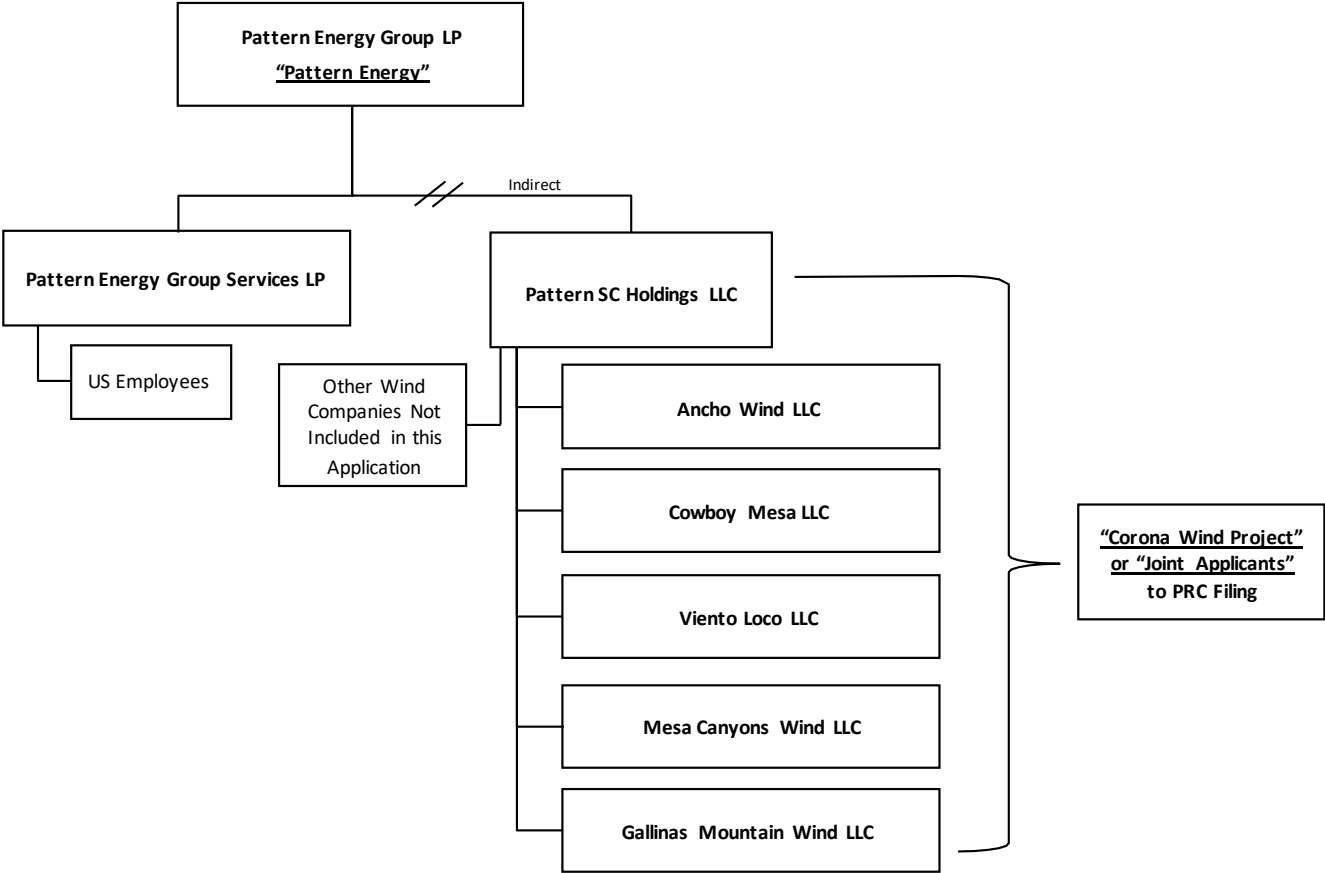 Pattern Energy Group LP
“Pattern Energy”
Indirect
Pattern Energy Group Services LP
Pattern SC Holdings LLC
US Employees
Other Wind
Companies Not
Included in this
Application
Ancho Wind LLC
Cowboy Mesa LLC
Viento Loco LLC
Mesa Canyons Wind LLC
Gallinas Mountain Wind LLC
“Corona Wind Project”
or “Joint Applicants”
to PRC Filing